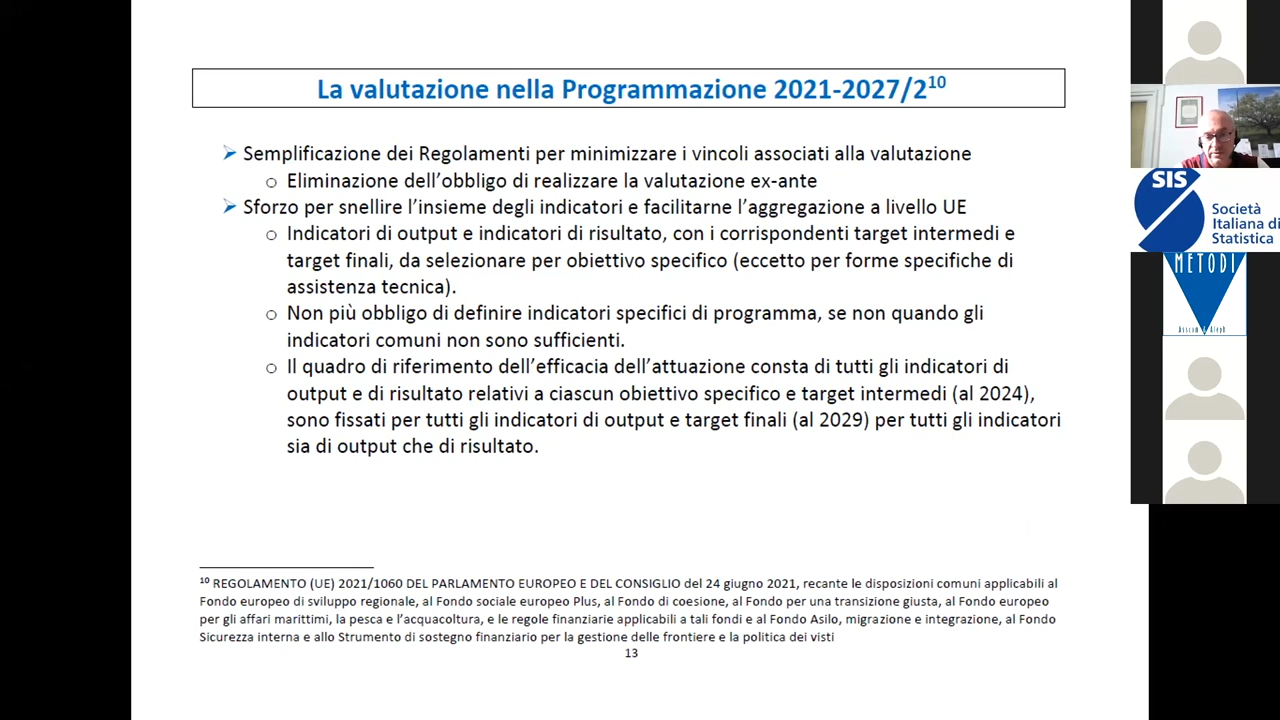 La valutazione nella Programmazione 2021-2027/2¹⁰
➢ Semplificazione dei Regolamenti per minimizzare i vincoli associati alla valutazione
o Eliminazione dell’obbligo di realizzare la valutazione ex-ante
➢ Sforzo per snellire l’insieme degli indicatori e facilitarne l’aggregazione a livello UE
o Indicatori di output e indicatori di risultato, con i corrispondenti target intermedi e
target finali, da selezionare per obiettivo specifico (eccetto per forme specifiche di
assistenza tecnica).
o Non più obbligo di definire indicatori specifici di programma, se non quando gli
indicatori comuni non sono sufficienti.
o Il quadro di riferimento dell’efficacia dell’attuazione consta di tutti gli indicatori di
output e di risultato relativi a ciascun obiettivo specifico e target intermedi (al 2024),
sono fissati per tutti gli indicatori di output e target finali (al 2029) per tutti gli indicatori
sia di output che di risultato.
¹⁰ REGOLAMENTO (UE) 2021/1060 DEL PARLAMENTO EUROPEO E DEL CONSIGLIO del 24 giugno 2021, recante le disposizioni comuni applicabili al
Fondo europeo di sviluppo regionale, al Fondo sociale europeo Plus, al Fondo di coesione, al Fondo per una transizione giusta, al Fondo europeo
per gli affari marittimi, la pesca e l’acquacoltura, e le regole finanziarie applicabili a tali fondi e al Fondo Asilo, migrazione e integrazione, al Fondo
Sicurezza interna e allo Strumento di sostegno finanziario per la gestione delle frontiere e la politica dei visti
13
SIS
Società
Italiana di
Statistica
METODI